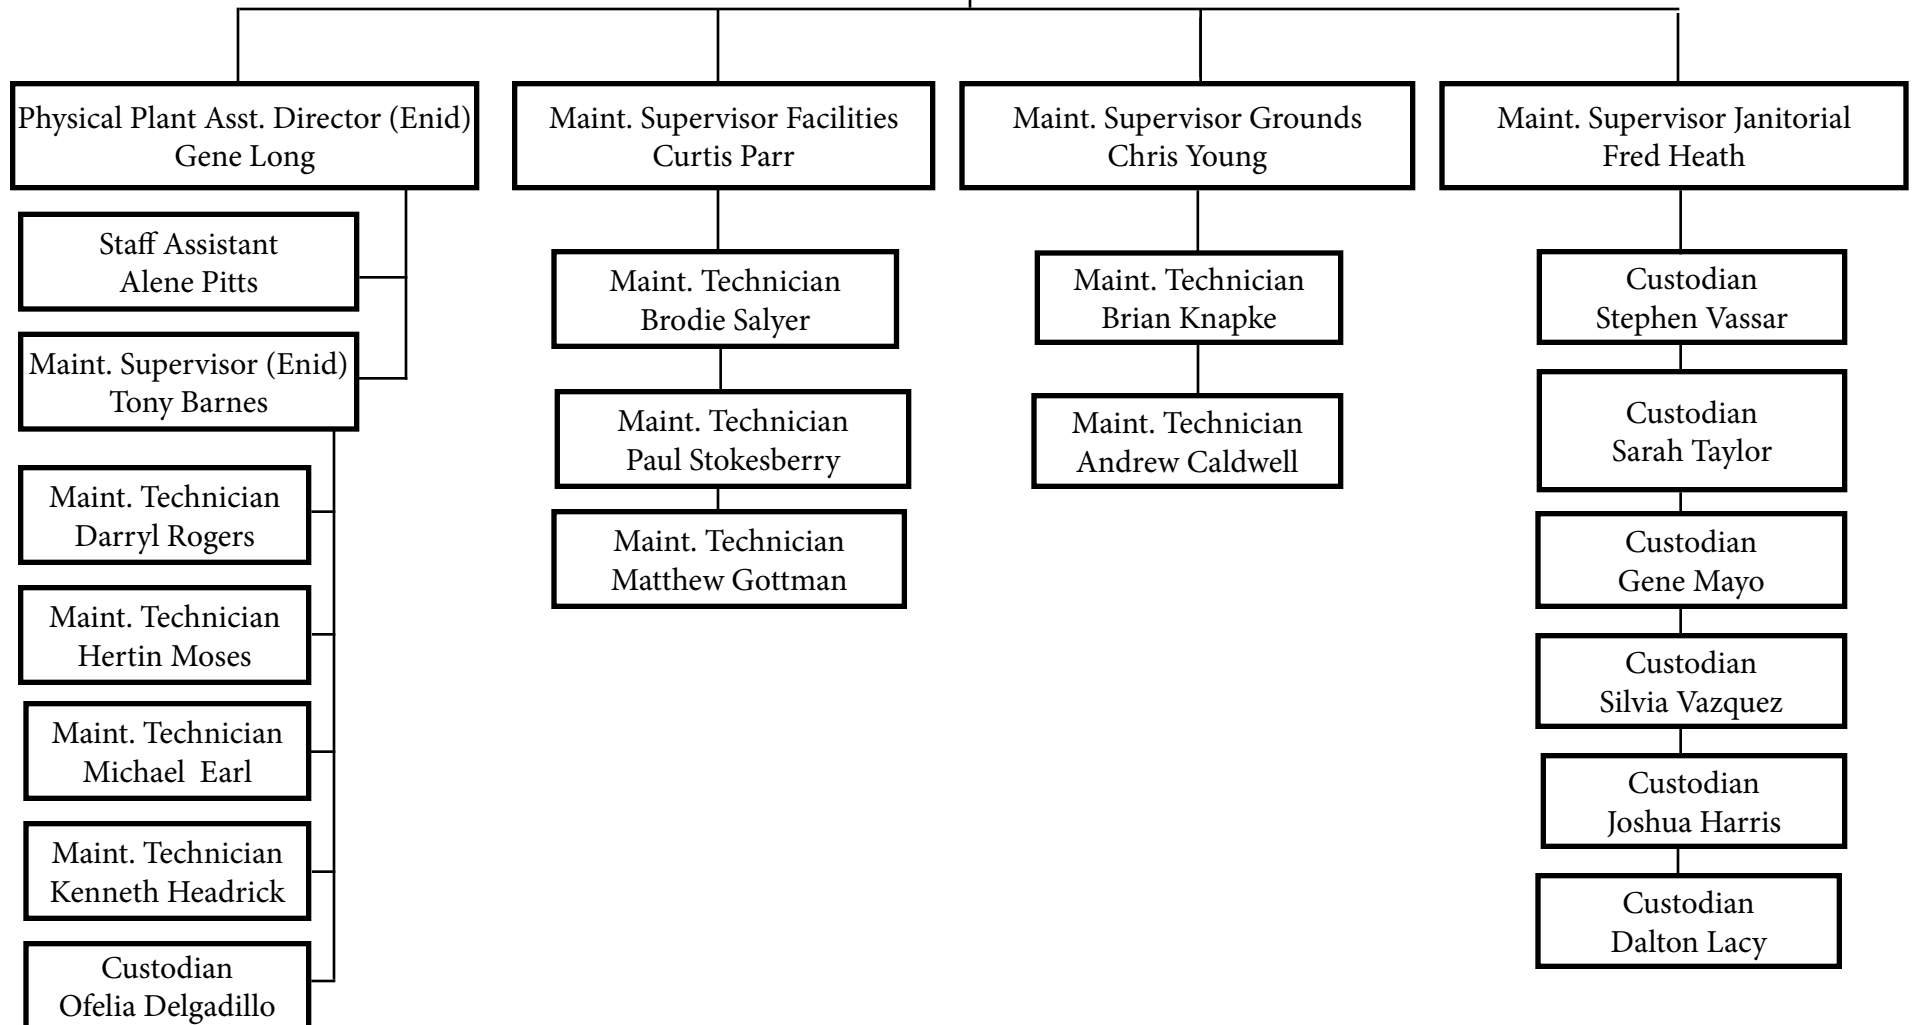 Physical Plant Asst. Director (Enid)
Gene Long
Staff Assistant
Alene Pitts
Maint. Supervisor (Enid)
Tony Barnes
Maint. Technician
Darryl Rogers
Maint. Technician
Hertin Moses
Maint. Technician
Michael  Earl
Maint. Technician
Kenneth Headrick
Custodian
Ofelia Delgadillo
Maint. Supervisor Facilities
Curtis Parr
Maint. Technician
Brodie Salyer
Maint. Technician
Paul Stokesberry
Maint. Technician
Matthew Gottman
Maint. Supervisor Grounds
Chris Young
Maint. Technician
Brian Knapke
Maint. Technician
Andrew Caldwell
Maint. Supervisor Janitorial
Fred Heath
Custodian
Stephen Vassar
Custodian
Sarah Taylor
Custodian
Gene Mayo
Custodian
Silvia Vazquez
Custodian
Joshua Harris
Custodian
Dalton Lacy